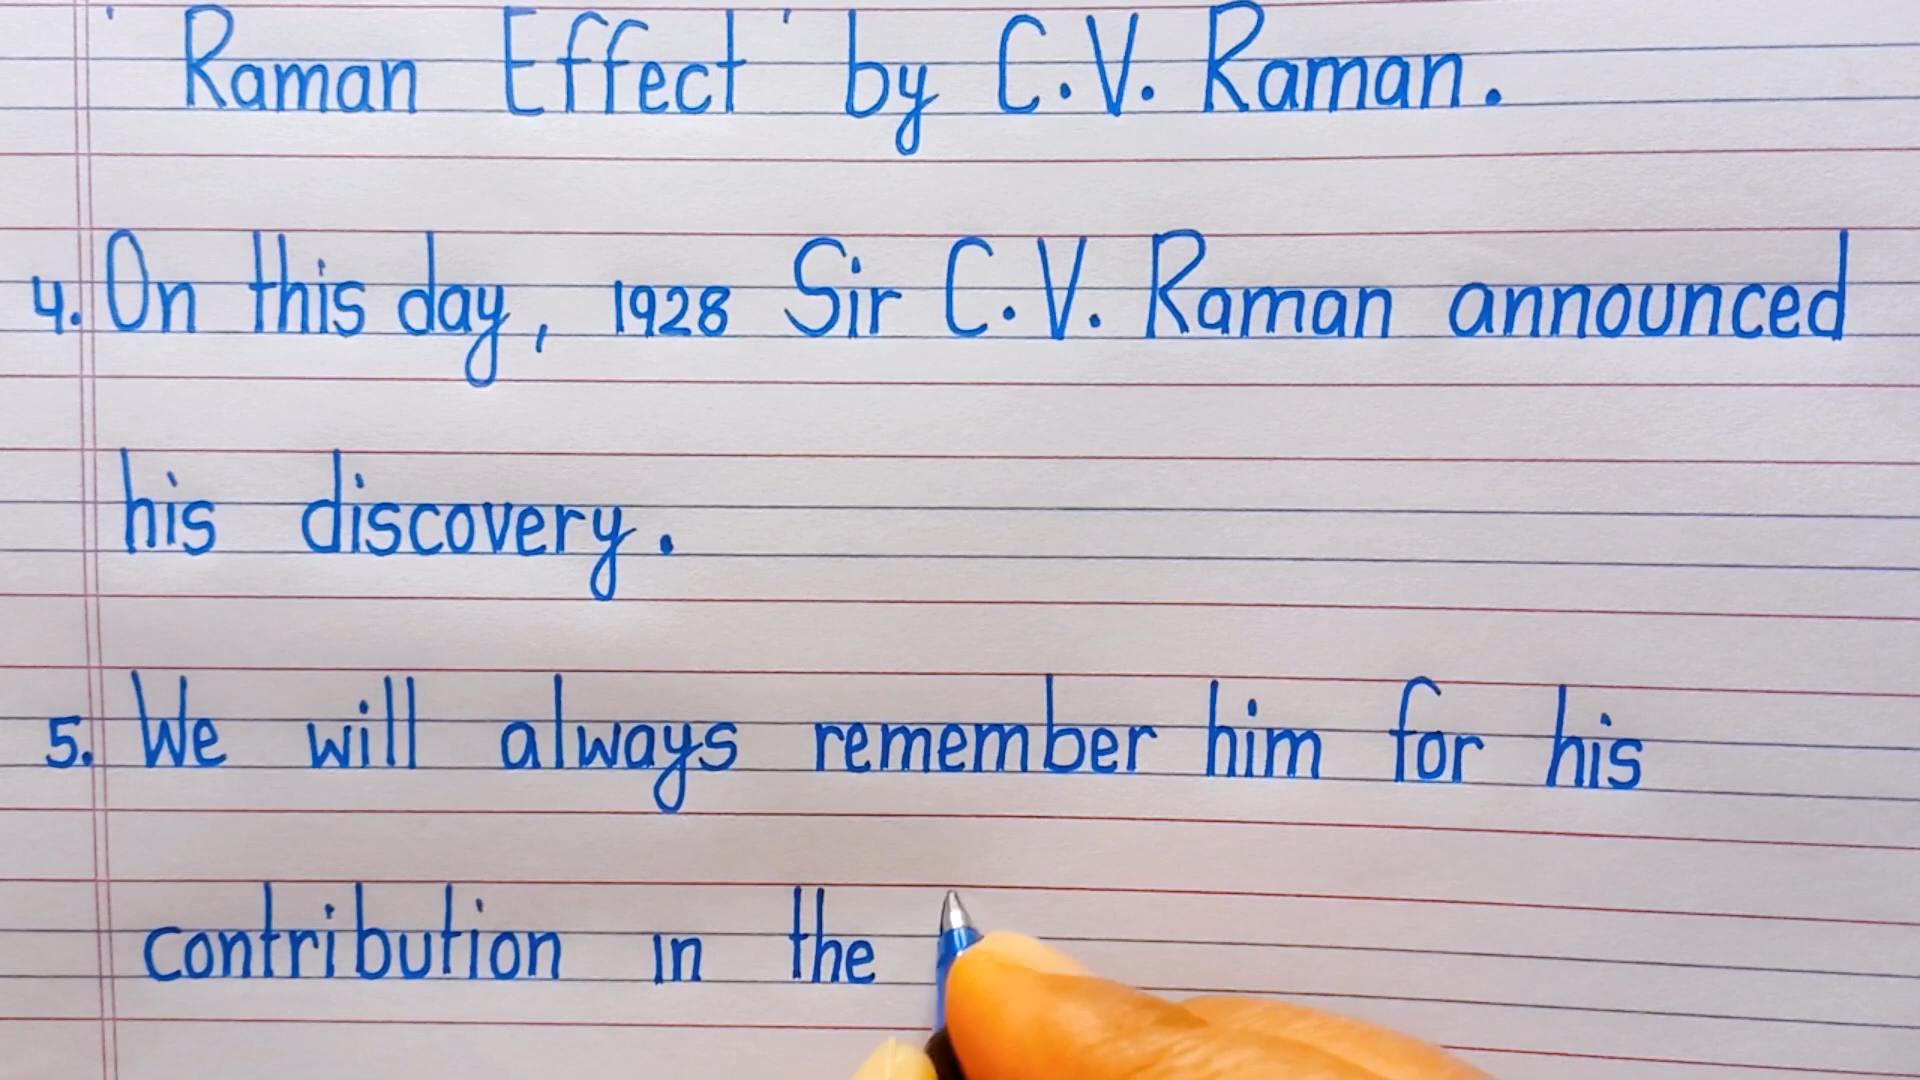 ' Raman Effect ' by C.V. Raman.
4. On this day, 1928 Sir C.V. Raman announced
his discovery.
5. We will always remember him for his
contribution in the